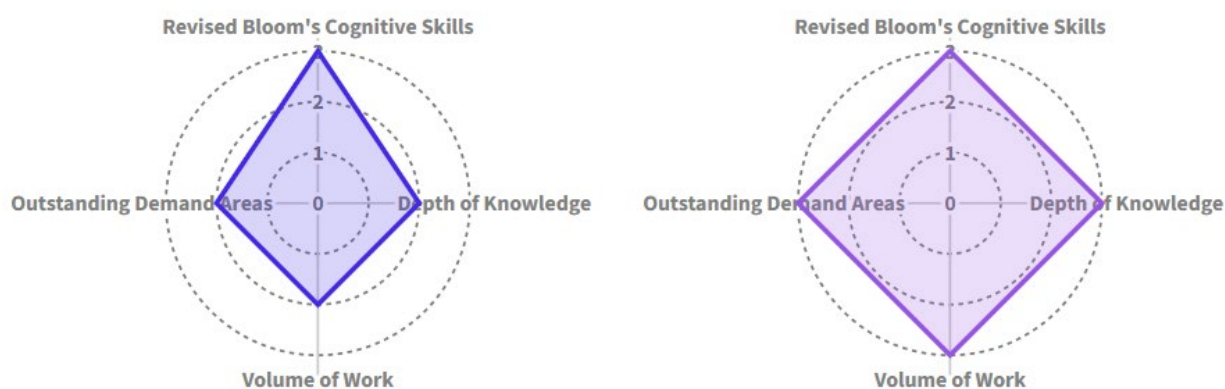 Revised Bloom's Cognitive Skills
3
2
1
Outstanding Demand Areas 0 Depth of Knowledge
Volume of Work
Revised Bloom's Cognitive Skills
3
2
1
Outstanding Demand Areas 0 Depth of Knowledge
Volume of Work